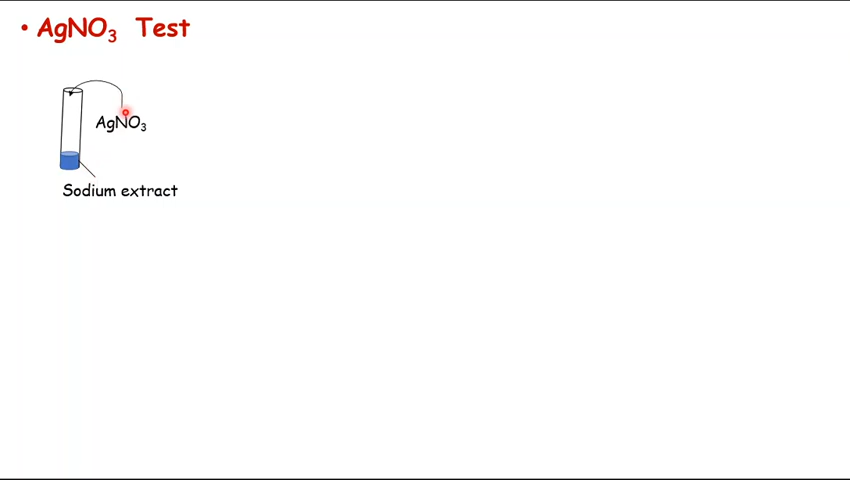 • AgNO₃ Test
AgNO₃
Sodium extract